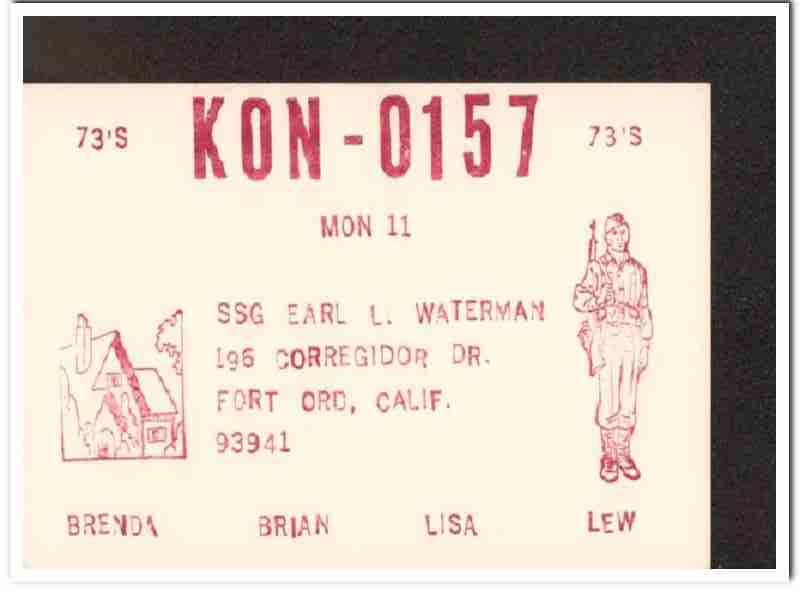 73'S KON-0157 73'S
MON 11
SSG EARL L. WATERMAN
196 CORREGIDOR DR.
FORT ORD, CALIF.
93941
BRENDA BRIAN LISA LEW